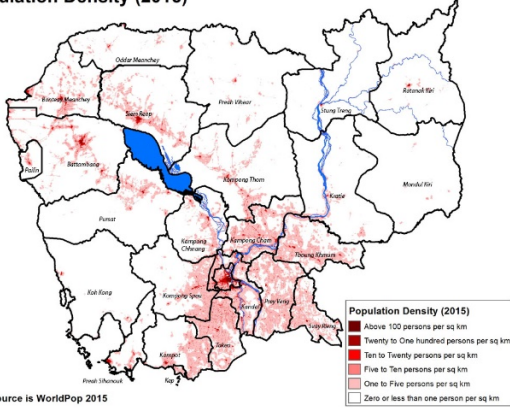 ulation Density (2015)
Oddar Meanchey
Banteay Meanchey
Siem Reap
Preah Vihear
Stung Treng
Ratanak Kiri
Battambang
Pailin
Kampong Thom
Mondul Kiri
Kratie
Pursat
Kampong
Chhnang
Kampong Cham
Tboung Khmum
Koh Kong
Kampong Speu
Kandal
Prey Veng
Svay Rieng
Takeo
Kampot
Kep
Preah Sihanouk
Population Density (2015)
Above 100 persons per sq km
Twenty to One hundred persons per sq km
Ten to Twenty persons per sq km
Five to Ten persons per sq km
One to Five persons per sq km
Zero or less than one person per sq km
ource is WorldPop 2015